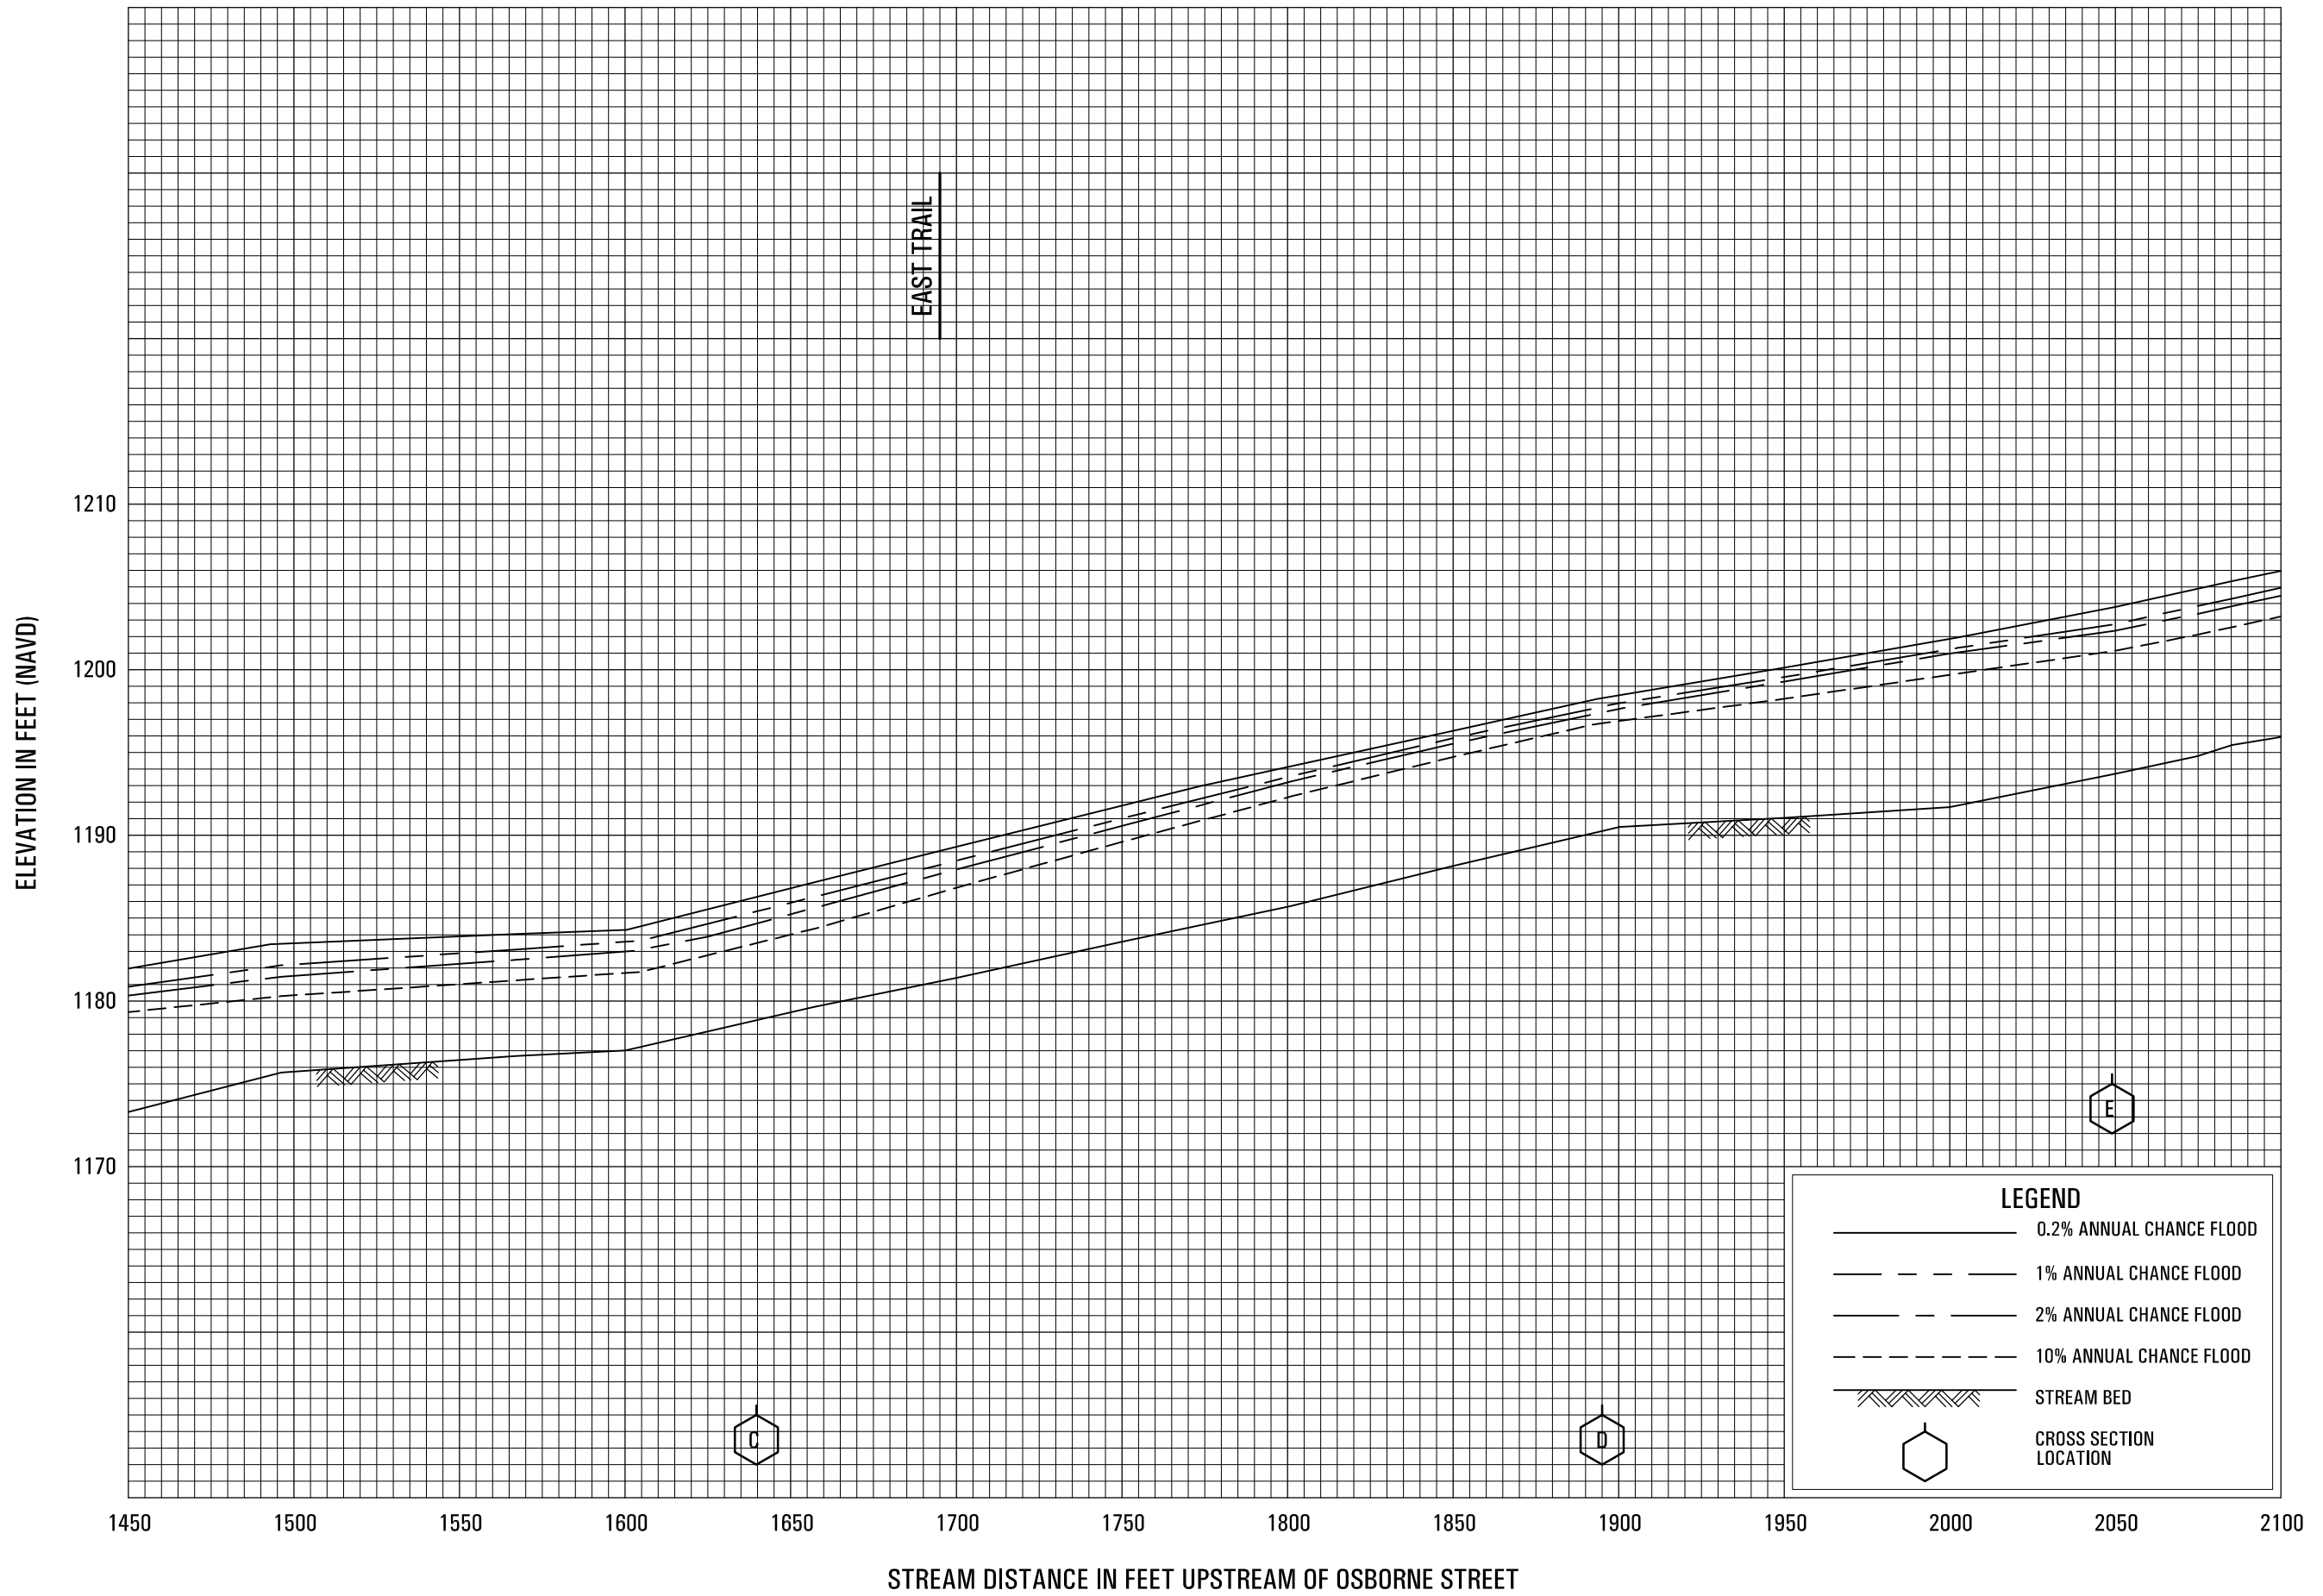 EAST TRAIL
ELEVATION IN FEET (NAVD)
1210
1200
1190
1180
1170
C
D
E
LEGEND
0.2% ANNUAL CHANCE FLOOD
1% ANNUAL CHANCE FLOOD
2% ANNUAL CHANCE FLOOD
10% ANNUAL CHANCE FLOOD
STREAM BED
CROSS SECTION
LOCATION
1450 1500 1550 1600 1650 1700 1750 1800 1850 1900 1950 2000 2050 2100
STREAM DISTANCE IN FEET UPSTREAM OF OSBORNE STREET